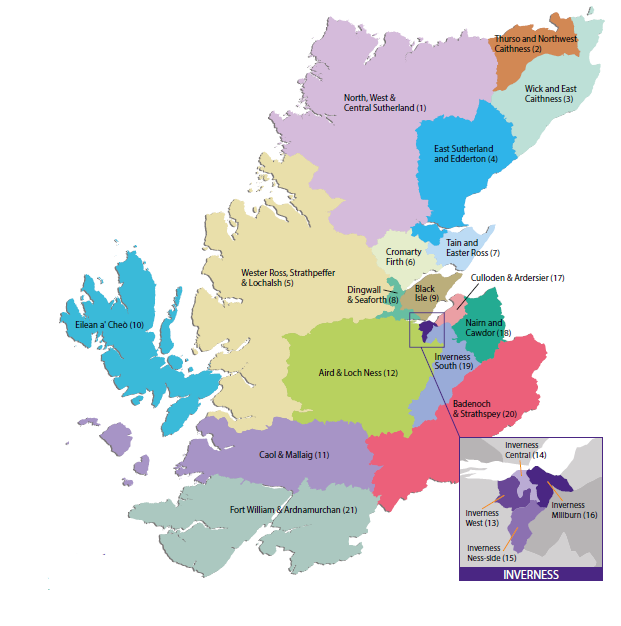 Thurso and Northwest
Caithness (2)
Wick and East
Caithness (3)
North, West &
Central Sutherland (1)
East Sutherland
and Edderton (4)
Tain and
Easter Ross (7)
Cromarty
Firth (6)
Wester Ross, Strathpeffer
& Lochalsh (5)
Culloden & Ardersier (17)
Dingwall
& Seaforth (8)
Black
Isle (9)
Eilean a' Cheò (10)
Nairn and
Cawdor (18)
Inverness
South (19)
Aird & Loch Ness (12)
Badenoch
& Strathspey (20)
Caol & Mallaig (11)
Fort William & Ardnamurchan (21)
Inverness
Central (14)
Inverness
West (13)
Inverness
Millburn (16)
Inverness
Ness-side (15)
INVERNESS